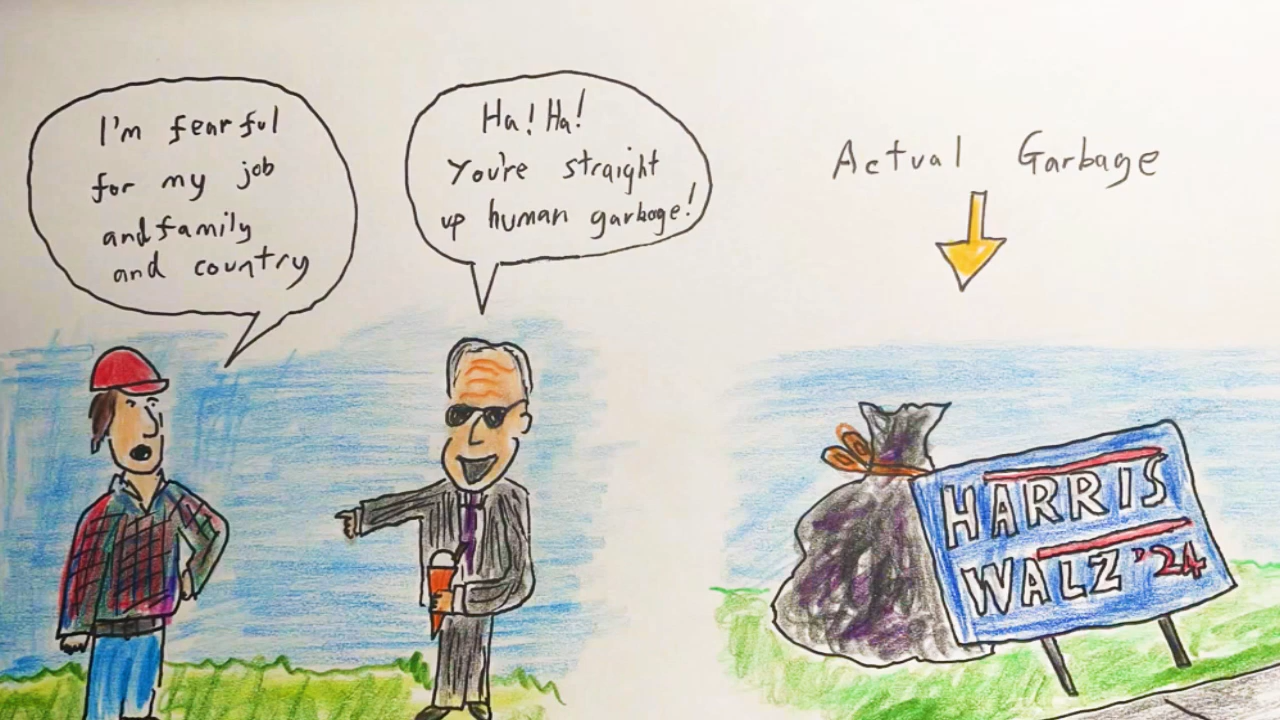 I'm fearful
for my job
and family
and country
Ha! Ha!
You're straight
up human garbage!
Actual Garbage
HARRIS
WALZ '24